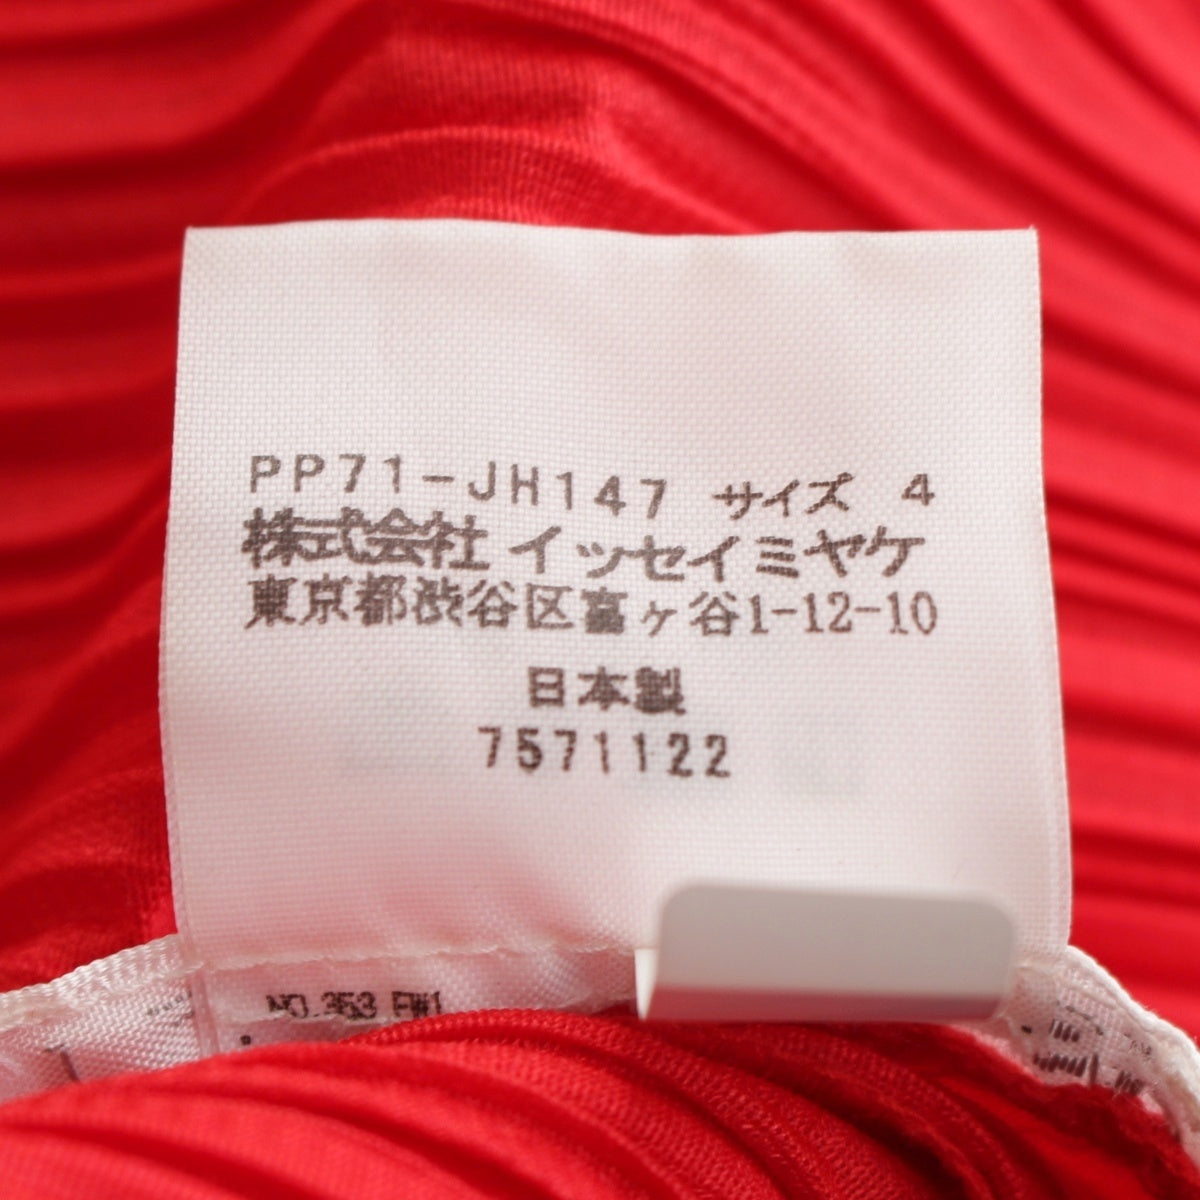 PP71-JH147 サイズ 4
株式会社 イッセイミヤケ
東京都渋谷区富ヶ谷1-12-10
日本製
7571122
NO.353